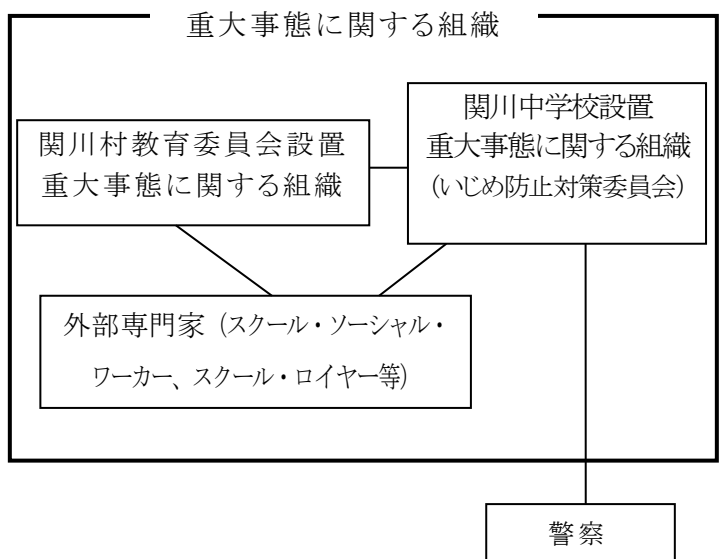 重大事態に関する組織
関川村教育委員会設置
重大事態に関する組織
関川中学校設置
重大事態に関する組織
(いじめ防止対策委員会)
外部専門家（スクール・ソーシャル・
ワーカー、スクール・ロイヤー等)
警察